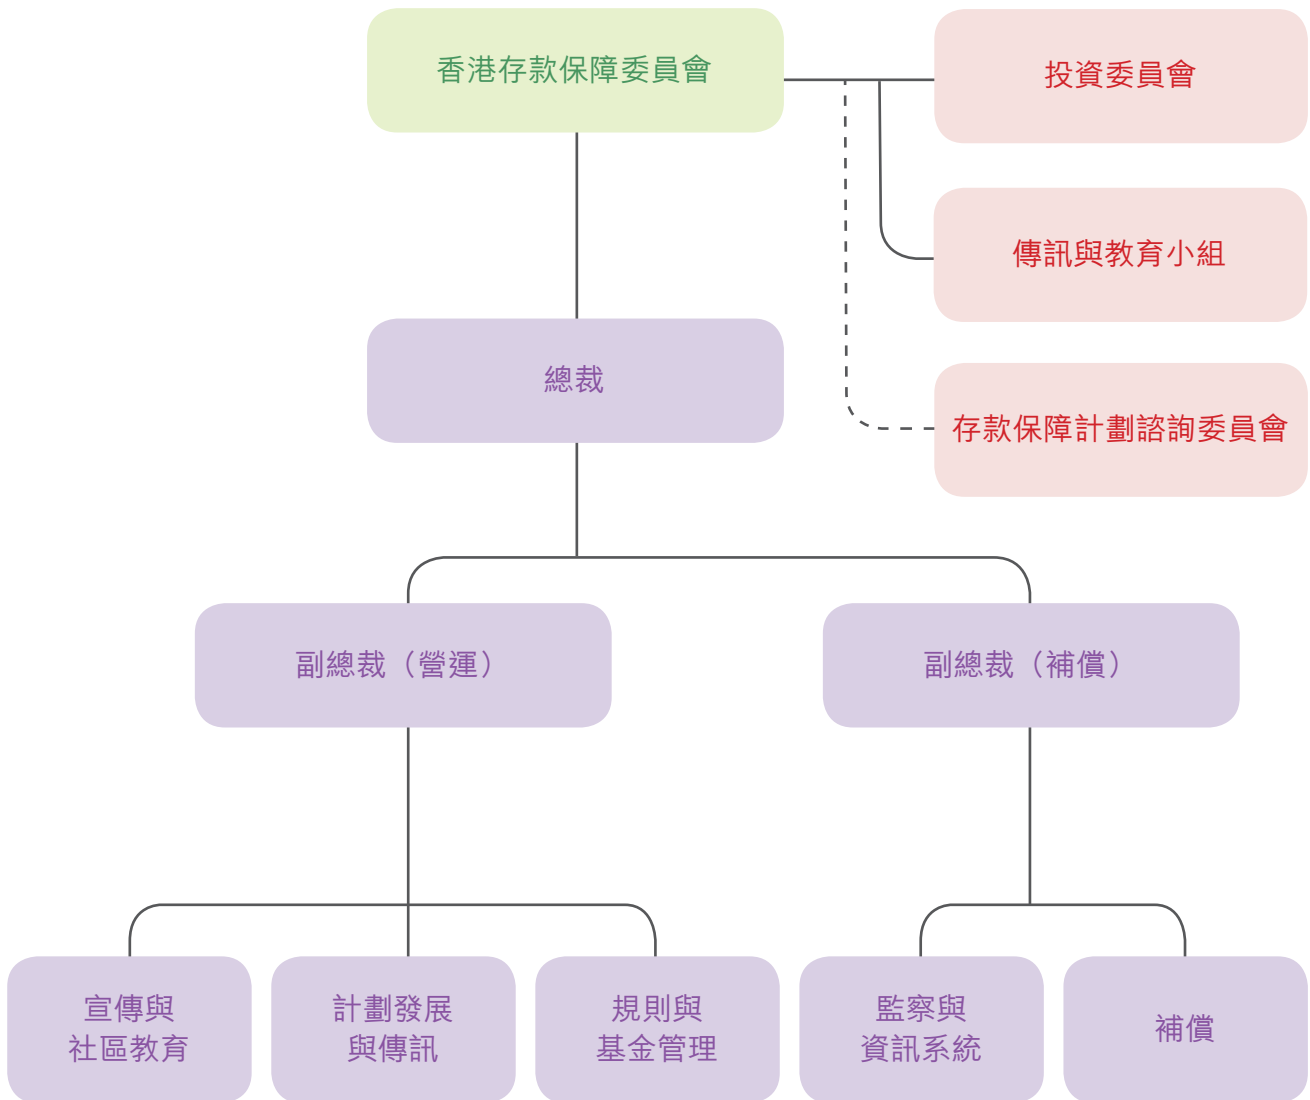 香港存款保障委員會
投資委員會
傳訊與教育小組
總裁
存款保障計劃諮詢委員會
副總裁（營運）
副總裁（補償）
宣傳與
社區教育
計劃發展
與傳訊
規則與
基金管理
監察與
資訊系統
補償